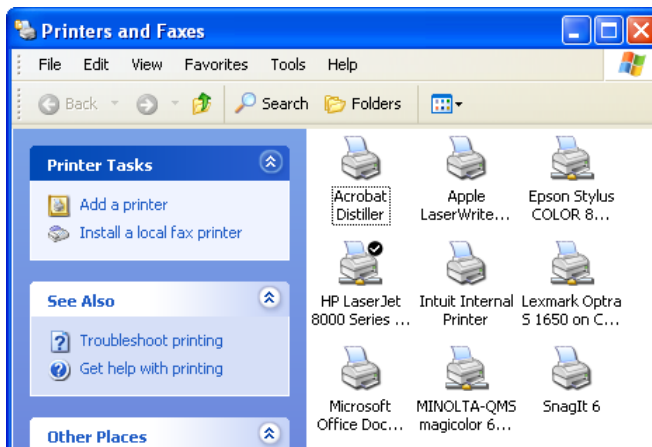 Printers and Faxes
File Edit View Favorites Tools Help
Back Search Folders
Printer Tasks
Add a printer
Install a local fax printer
See Also
Troubleshoot printing
Get help with printing
Other Places
Acrobat
Distiller
Apple
LaserWrite...
Epson Stylus
COLOR 8...
HP LaserJet
8000 Series ...
Intuit Internal
Printer
Lexmark Optra
S 1650 on C...
Microsoft
Office Doc...
MINOLTA-QMS
magicolor 6...
SnagIt 6